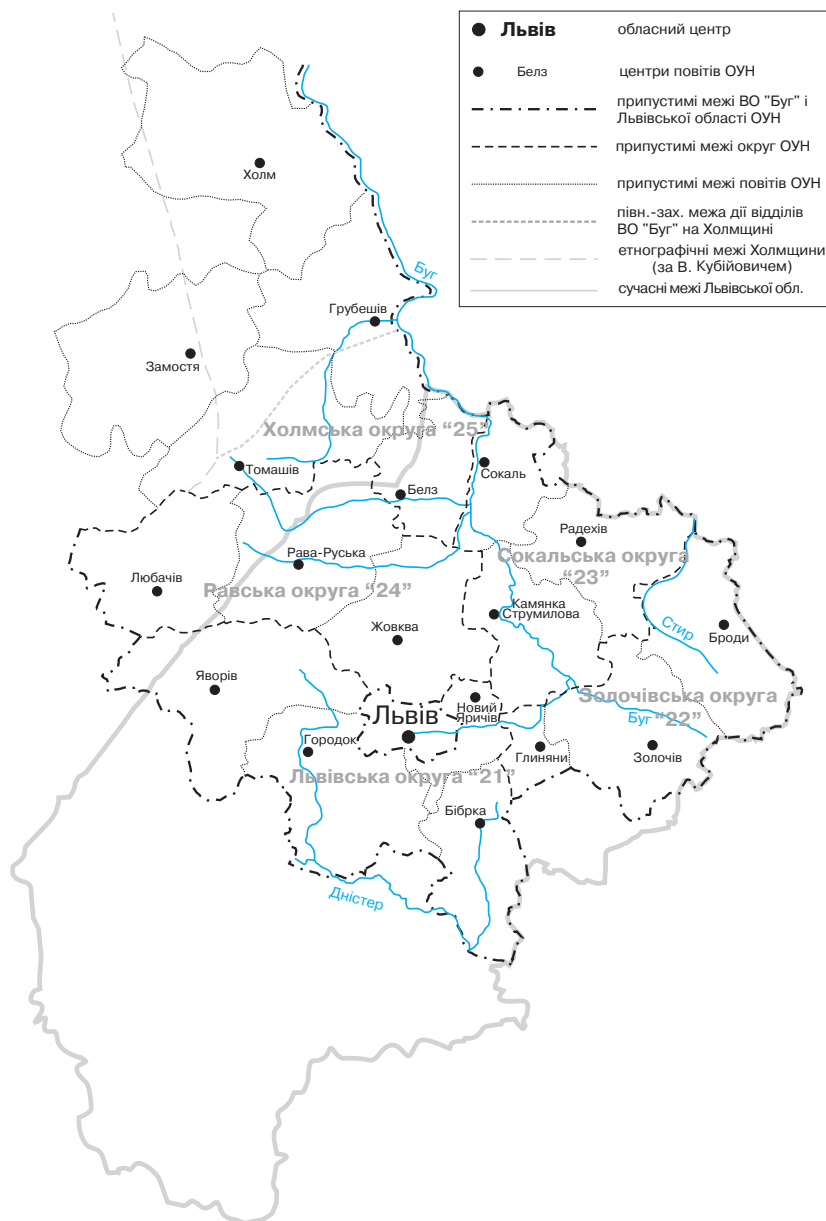 Львів обласний центр
Белз центри повітів ОУН
припустимі межі ВО "Буг" і
Львівської області ОУН
припустимі межі округ ОУН
припустимі межі повітів ОУН
півн.-зах. межа дії відділів
ВО "Буг" на Холмщині
етнографічні межі Холмщини
(за В. Кубійовичем)
сучасні межі Львівської обл.
Холм
Буг
Грубешів
Замостя
Холмська округа “25”
Томашів
Сокаль
Белз
Радехів
Сокальська округа
“23”
Рава-Руська
Любачів
Равська округа “24”
Камянка
Струмилова
Стир
Броди
Жовква
Яворів
Золочівська округа
“22”
Новий
Яричів
Львів
Буг
Городок
Глиняни
Золочів
Львівська округа “21”
Бібрка
Дністер